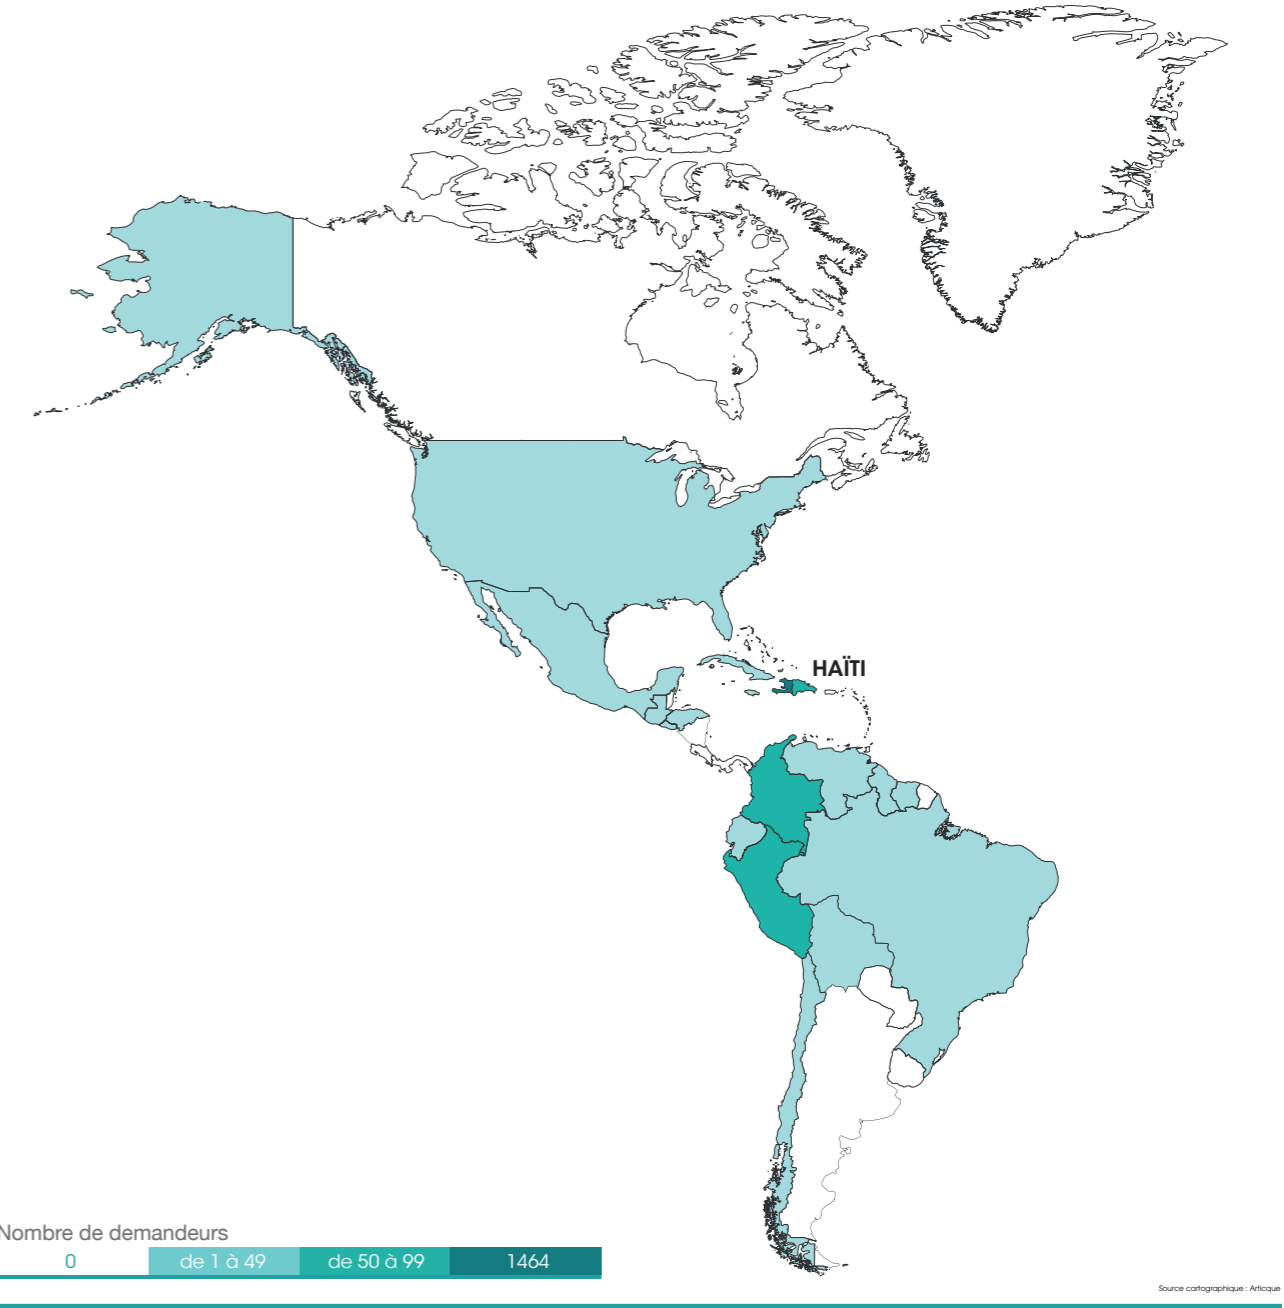 HAÏTI
Nombre de demandeurs
0 de 1 à 49 de 50 à 99 1464
Source cartographique : Articque